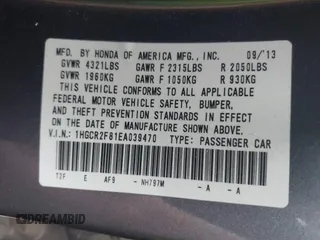 MFD. BY HONDA OF AMERICA MFG., INC. 09/13
GVWR 4321LBS GAWR F 2315LBS R 2050LBS
GVWR 1960KG GAWR F 1050KG R 930KG
THIS VEHICLE CONFORMS TO ALL APPLICABLE
FEDERAL MOTOR VEHICLE SAFETY, BUMPER,
AND THEFT PREVENTION STANDARDS IN EFFECT ON
THE DATE OF MANUFACTURE SHOWN ABOVE.
V.I.N.: 1HGCR2F81EA039470 TYPE: PASSENGER CAR
T2F E AF9 - NH797M - A - A
DREAMBID